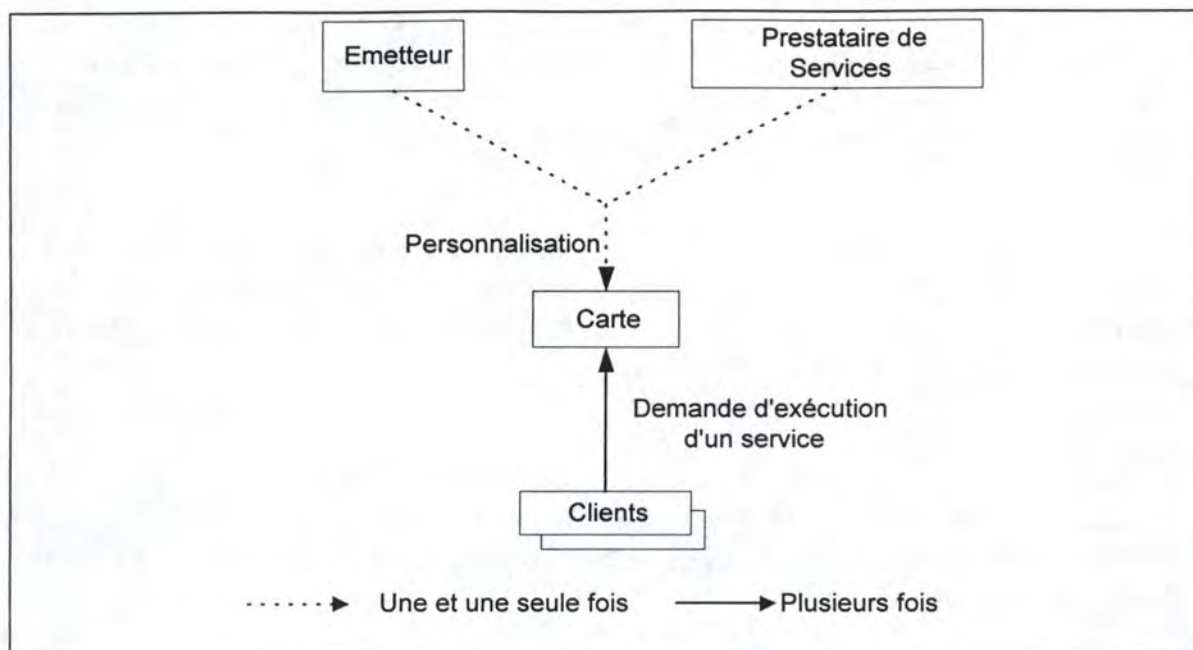 Emetteur
Prestataire de
Services
Personnalisation
Carte
Demande d'exécution
d'un service
Clients
Une et une seule fois
Plusieurs fois